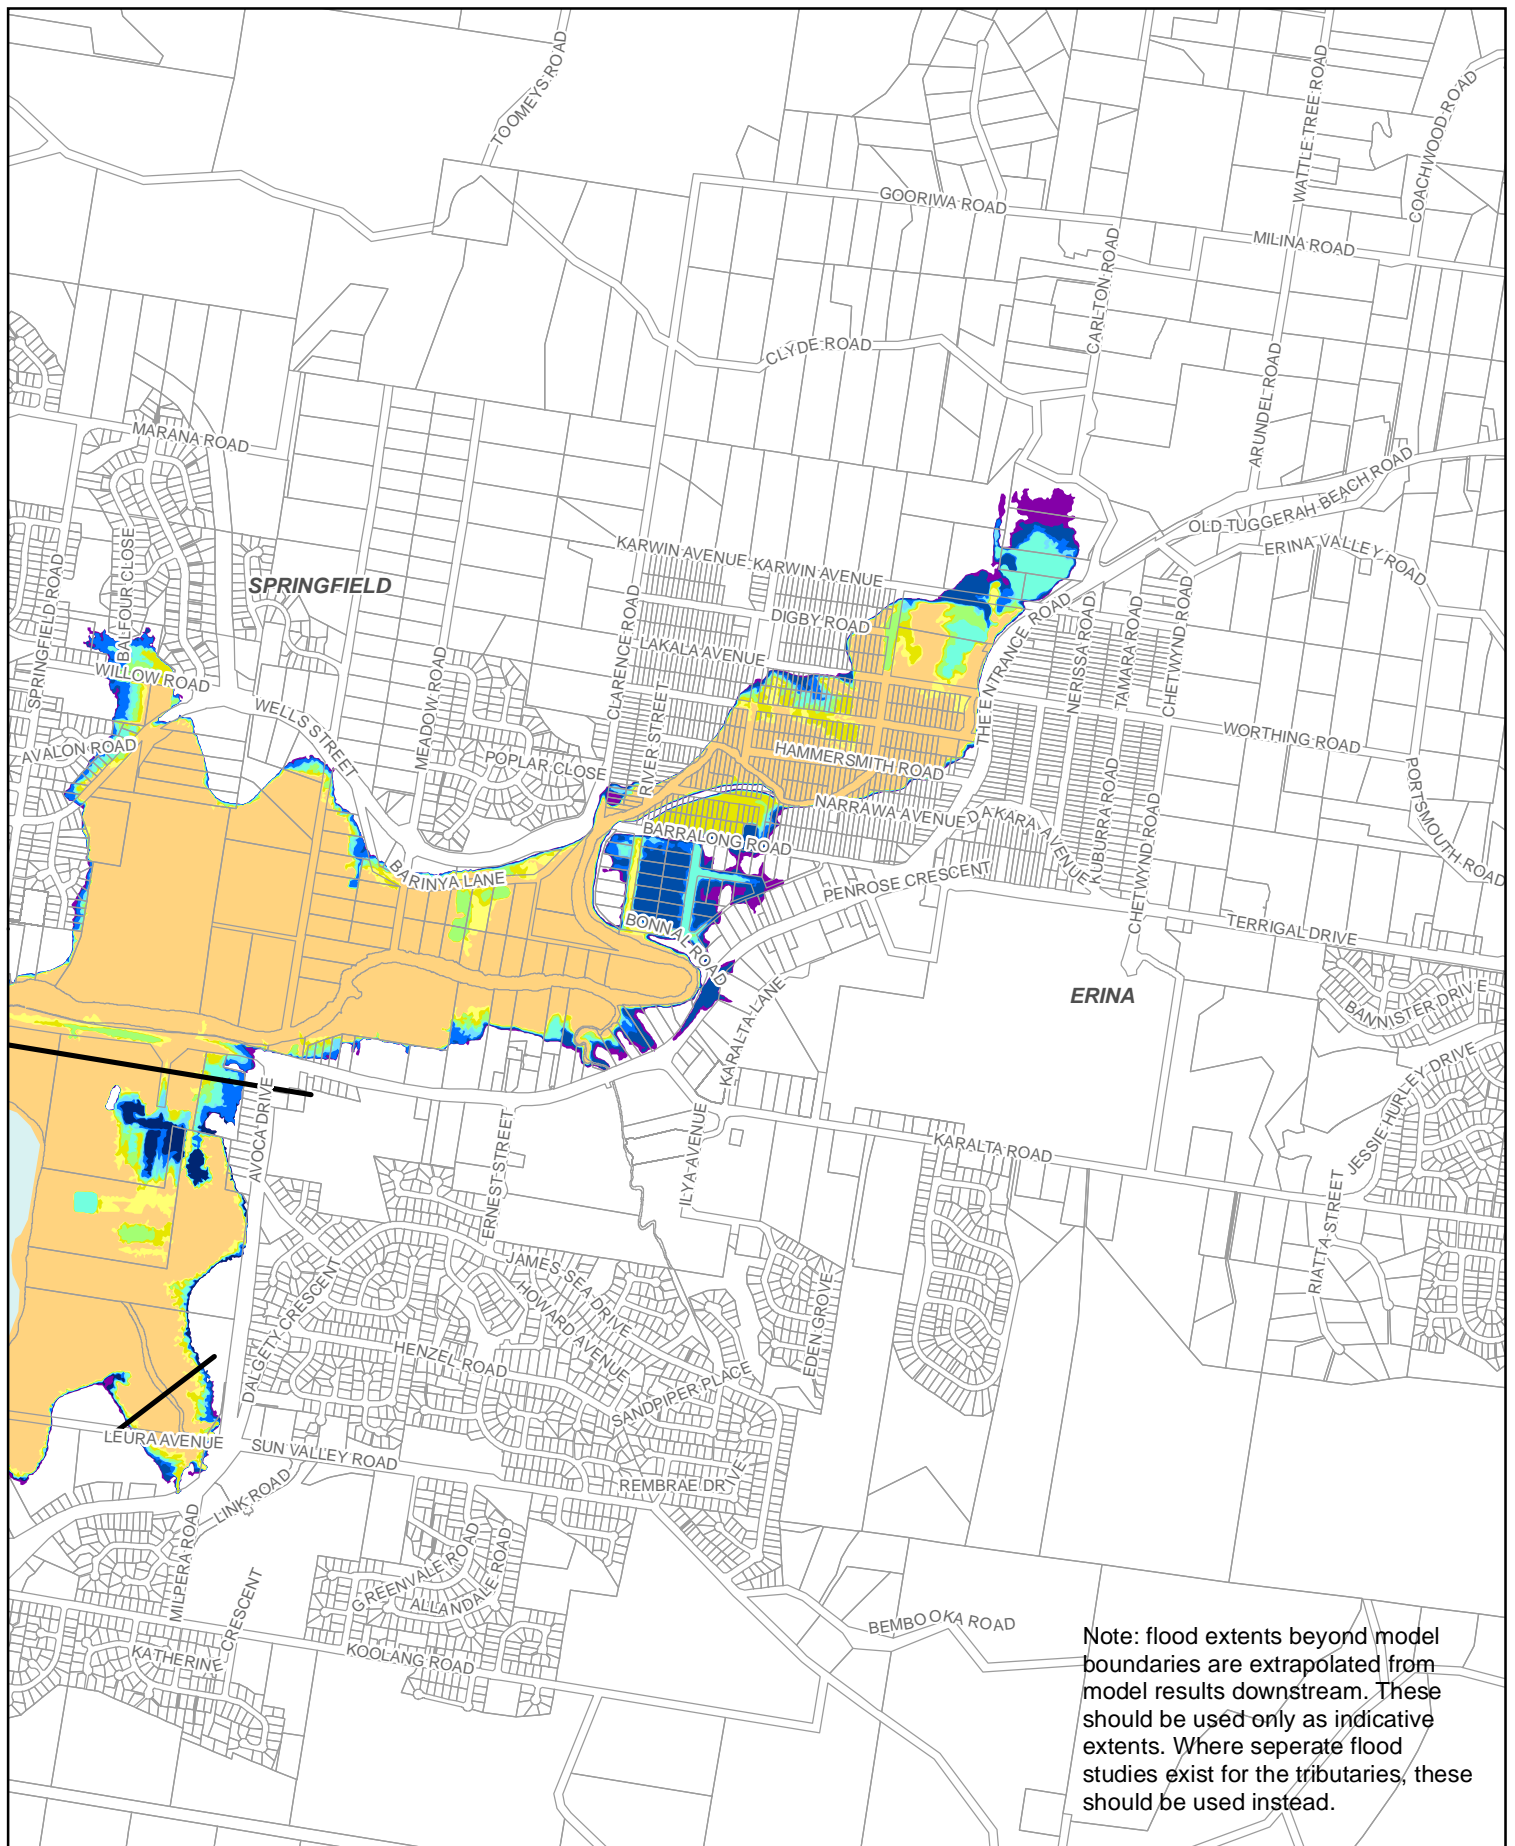 TOOMEYS ROAD
WATTLE TREE ROAD
COACHWOOD ROAD
GOORIWA ROAD
MILINA ROAD
CARLTON ROAD
CLYDE ROAD
ARUNDEL ROAD
MARANA ROAD
OLD TUGGERAH BEACH ROAD
ERINA VALLEY ROAD
KARWIN AVENUE
KARWIN AVENUE
SPRINGFIELD
BALFOUR CLOSE
SPRINGFIELD ROAD
DIGBY ROAD
CLARENCE ROAD
LAKALA AVENUE
THE ENTRANCE ROAD
NERISSA ROAD
TAMARA ROAD
CHETWYND ROAD
WILLOW ROAD
WELLS STREET
MEADOW ROAD
RIVER STREET
AVALON ROAD
POPLAR CLOSE
HAMMERSMITH ROAD
WORTHING ROAD
PORTSMOUTH ROAD
NARRAWA AVENUE
DAKARA AVENUE
KUBURRA ROAD
CHETWYND ROAD
BARRALONG ROAD
BARINYA LANE
PENROSE CRESCENT
BONNAL ROAD
TERRIGAL DRIVE
ERINA
BANNISTER DRIVE
KARALTA LANE
JESSIE HURLEY DRIVE
AVOCA DRIVE
ERNEST STREET
ILYA AVENUE
KARALTA ROAD
RIATTA STREET
JAMES SEA DRIVE
HOWARD AVENUE
EDEN GROVE
DALGETY CRESCENT
HENZEL ROAD
SANDPIPER PLACE
LEURA AVENUE
SUN VALLEY ROAD
REMBRAE DRIVE
LINK ROAD
MILPERA ROAD
GREENVALE ROAD
ALLANDALE ROAD
KATHERINE CRESCENT
KOOLANG ROAD
BEMBOOKA ROAD
Note: flood extents beyond model
boundaries are extrapolated from
model results downstream. These
should be used only as indicative
extents. Where seperate flood
studies exist for the tributaries, these
should be used instead.